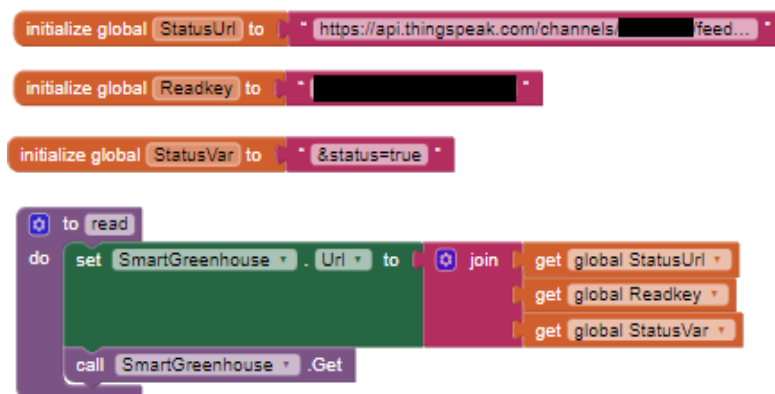 initialize global StatusUrl to " https://api.thingspeak.com/channels/ /feed... "
initialize global Readkey to " "
initialize global StatusVar to " &status=true "
to read
do set SmartGreenhouse . Url to join get global StatusUrl
get global Readkey
get global StatusVar
call SmartGreenhouse .Get